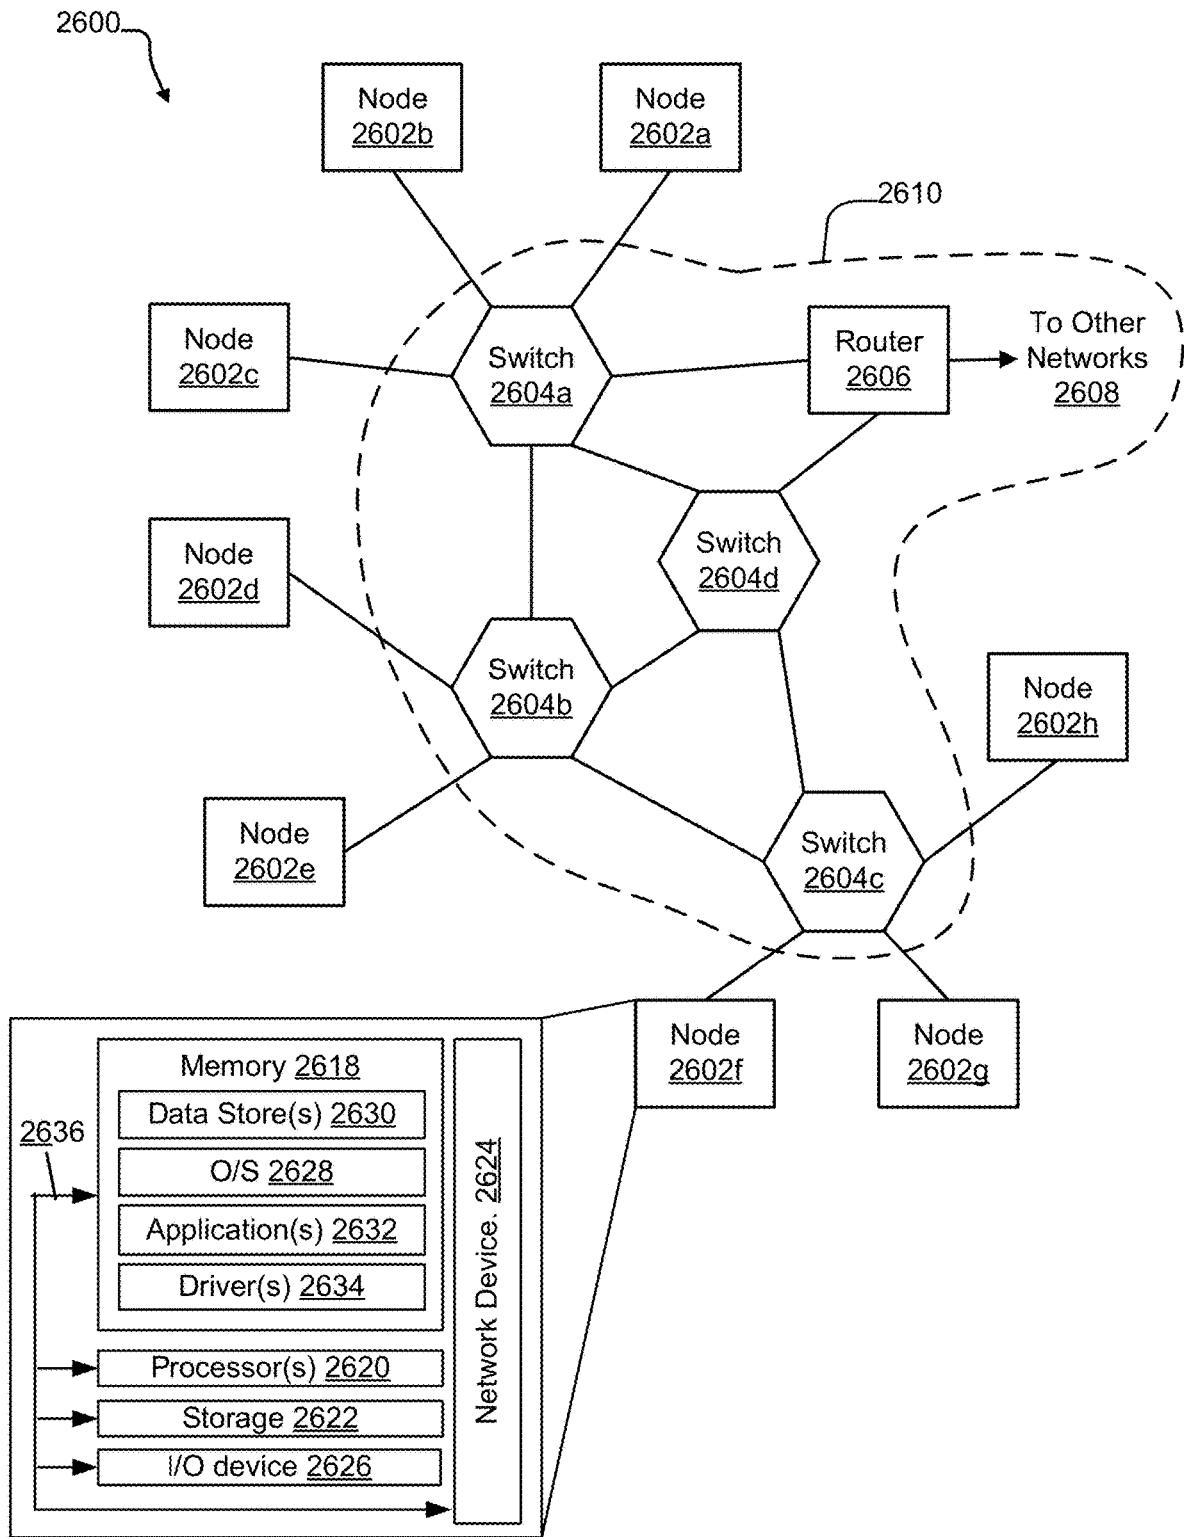 2600
Node
2602b
Node
2602a
2610
Node
2602c
Switch
2604a
Router
2606
To Other
Networks
2608
Node
2602d
Switch
2604d
Switch
2604b
Node
2602h
Node
2602e
Switch
2604c
Node
2602f
Node
2602g
Memory 2618
Data Store(s) 2630
2636
O/S 2628
Application(s) 2632
Driver(s) 2634
Network Device. 2624
Processor(s) 2620
Storage 2622
I/O device 2626